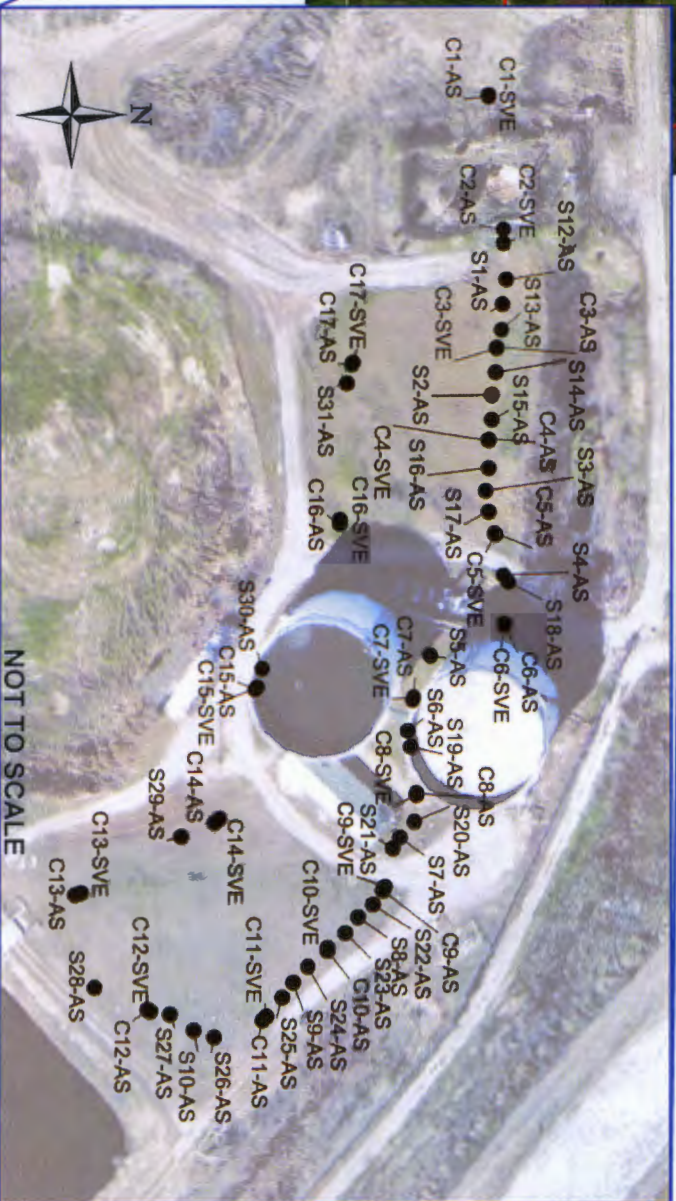 N
C1-SVE
C1-AS
C2-SVE
C2-AS
S12-AS
S1-AS
S13-AS
C3-AS
C3-SVE
S14-AS
S2-AS
S15-AS
C4-AS
C4-SVE
S16-AS
S3-AS
S17-AS
C5-AS
C5-SVE
S4-AS
S18-AS
C6-AS
C6-SVE
C17-SVE
C17-AS
S31-AS
C16-SVE
C16-AS
S5-AS
C7-AS
C7-SVE
S6-AS
S19-AS
C8-AS
C8-SVE
S20-AS
S7-AS
S21-AS
C9-SVE
C9-AS
S22-AS
S8-AS
S23-AS
C10-SVE
C10-AS
S24-AS
S9-AS
S25-AS
C11-SVE
C11-AS
S26-AS
S10-AS
S27-AS
C12-SVE
C12-AS
S28-AS
C13-SVE
C13-AS
S29-AS
C14-AS
C14-SVE
S30-AS
C15-AS
C15-SVE
NOT TO SCALE